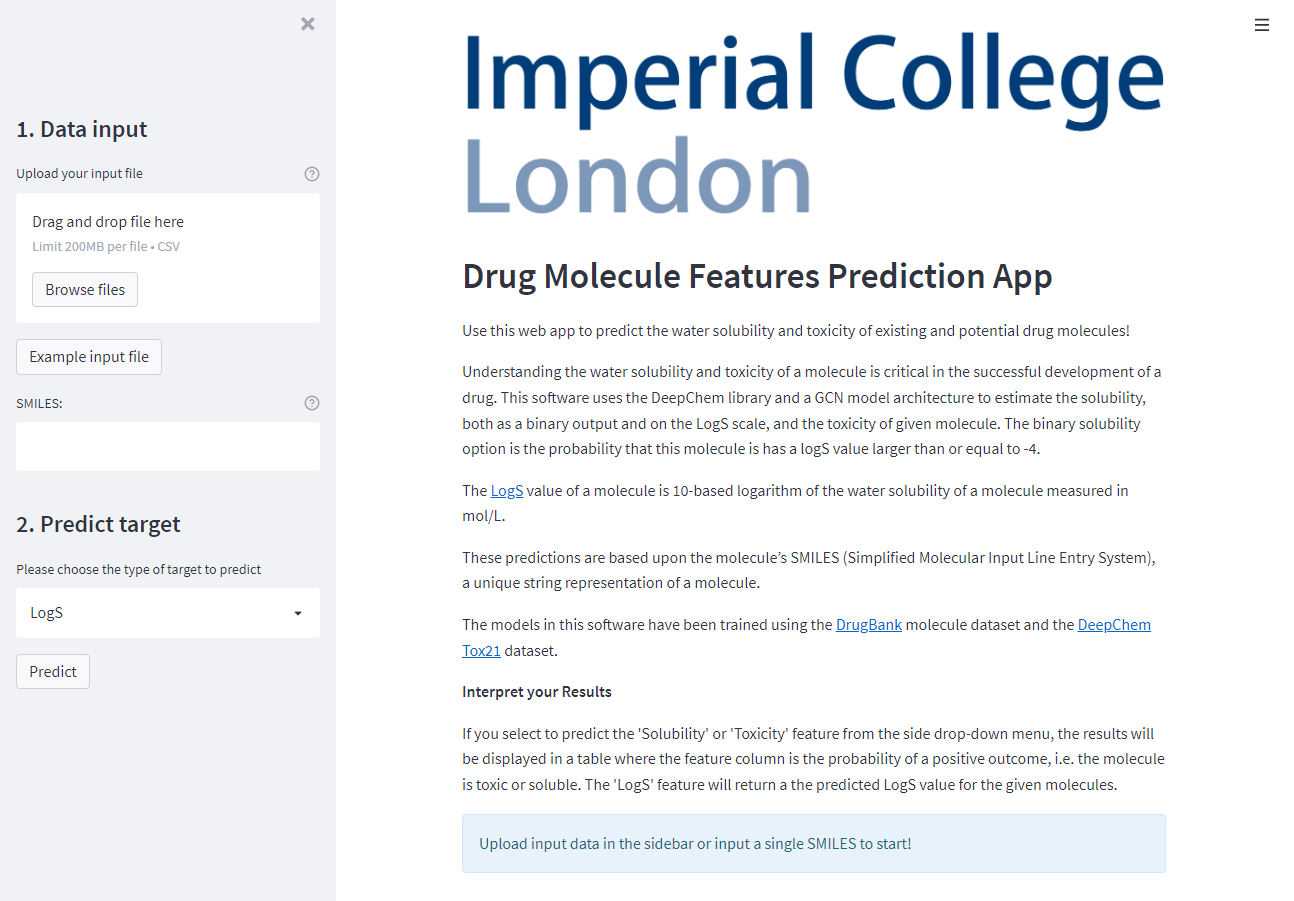 1. Data input
Upload your input file
Drag and drop file here
Limit 200MB per file • CSV
Browse files
Example input file
SMILES:
2. Predict target
Please choose the type of target to predict
LogS
Predict
Imperial College
London
Drug Molecule Features Prediction App
Use this web app to predict the water solubility and toxicity of existing and potential drug molecules!
Understanding the water solubility and toxicity of a molecule is critical in the successful development of a
drug. This software uses the DeepChem library and a GCN model architecture to estimate the solubility,
both as a binary output and on the LogS scale, and the toxicity of given molecule. The binary solubility
option is the probability that this molecule is has a logS value larger than or equal to -4.
The LogS value of a molecule is 10-based logarithm of the water solubility of a molecule measured in
mol/L.
These predictions are based upon the molecule’s SMILES (Simplified Molecular Input Line Entry System),
a unique string representation of a molecule.
The models in this software have been trained using the DrugBank molecule dataset and the DeepChem
Tox21 dataset.
Interpret your Results
If you select to predict the 'Solubility' or 'Toxicity' feature from the side drop-down menu, the results will
be displayed in a table where the feature column is the probability of a positive outcome, i.e. the molecule
is toxic or soluble. The 'LogS' feature will return a the predicted LogS value for the given molecules.
Upload input data in the sidebar or input a single SMILES to start!